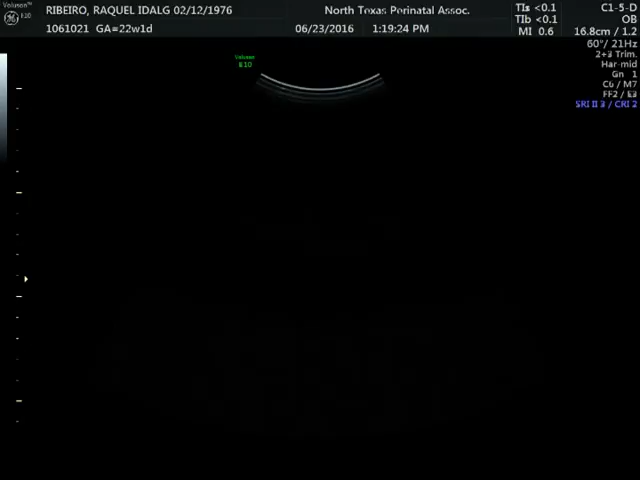 Voluson™
E10
RIBEIRO, RAQUEL IDALG 02/12/1976
North Texas Perinatal Assoc.
1061021 GA=22w1d
06/23/2016
1:19:24 PM
TIs <0.1
TIb <0.1
MI 0.6
C1-5-D
OB
16.8cm / 1.2
60°/ 21Hz
2+3 Trim.
Har-mid
Gn 1
C6 / M7
FF2 / E3
SRI II 3 / CRI 2
Voluson
E10